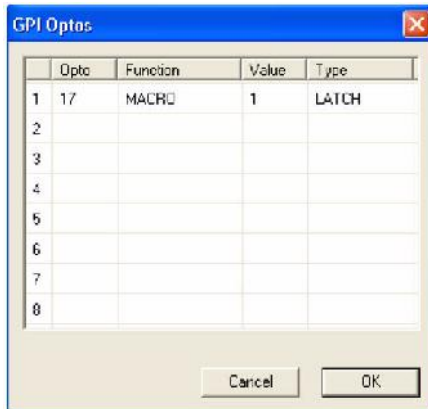 GPI Optos
Opto Function Value Type
1 17 MACRO 1 LATCH
2
3
4
5
6
7
8
Cancel OK